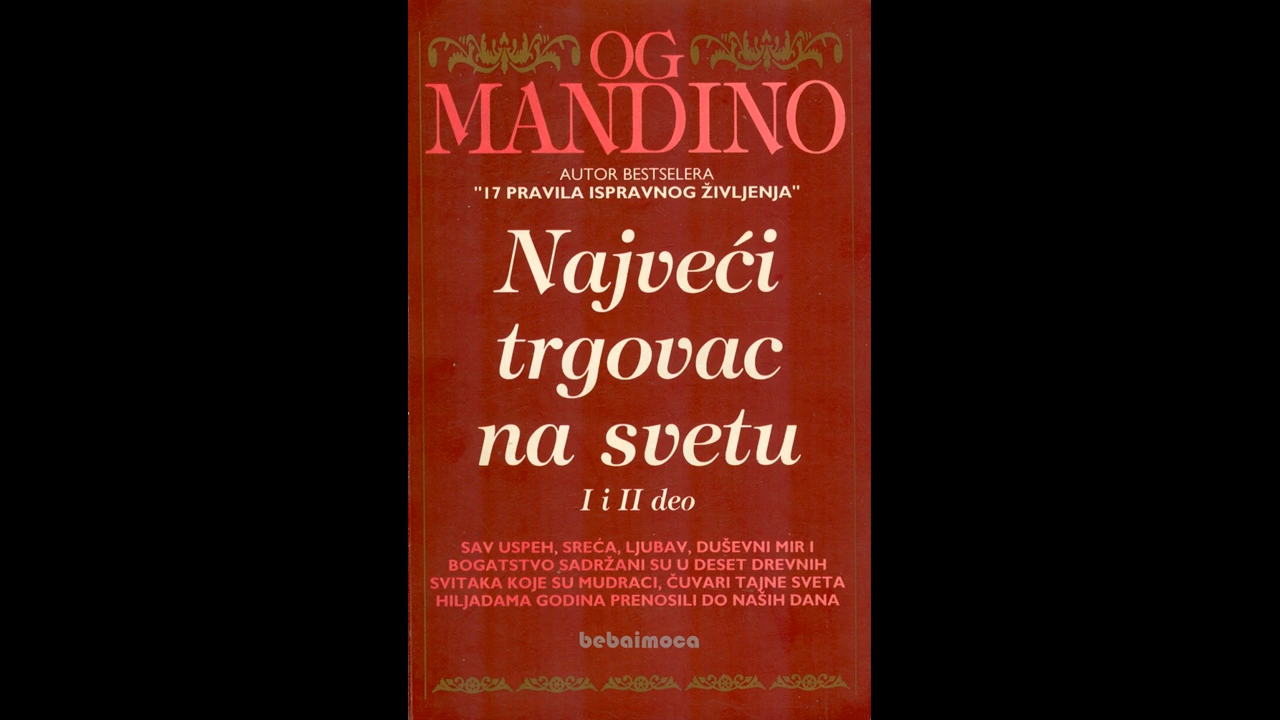 OG
MANDINO
AUTOR BESTSELERA
"17 PRAVILA ISPRAVNOG ŽIVLJENJA"
Najveći
trgovac
na svetu
I i II deo
SAV USPEH, SREĆA, LJUBAV, DUŠEVNI MIR I
BOGATSTVO SADRŽANI SU U DESET DREVNIH
SVITAKA KOJE SU MUDRACI, ČUVARI TAJNE SVETA
HILJADAMA GODINA PRENOSILI DO NAŠIH DANA
bebaimoca